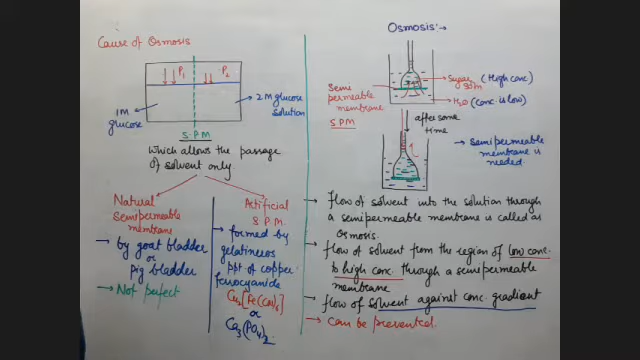 Cause of Osmosis
P₁
P₂
1M
glucose
2M glucose
solution
S.P.M
Which allows the passage
of solvent only
Natural
Semipermeable
membrane
→ by goat bladder
or
pig bladder
→ Not perfect
Artificial
S.P.M.
→ formed by
gelatineos
ppt of copper
ferrocyanide
Cu₂[Fe(CN)₆]
or
Ca₃(PO₄)₂
Osmosis:→
Sugar (High conc)
soln
Semi
permeable
membrane
S P M
H₂O (conc. is low)
after some
time
→ semipermeable
membrane is
needed
→ flow of solvent into the solution through
a semipermeable membrane is called as
Osmosis.
→ flow of solvent from the region of low conc.
to high conc. through a semipermeable
membrane
→ flow of solvent against conc. gradient
→ can be prevented.